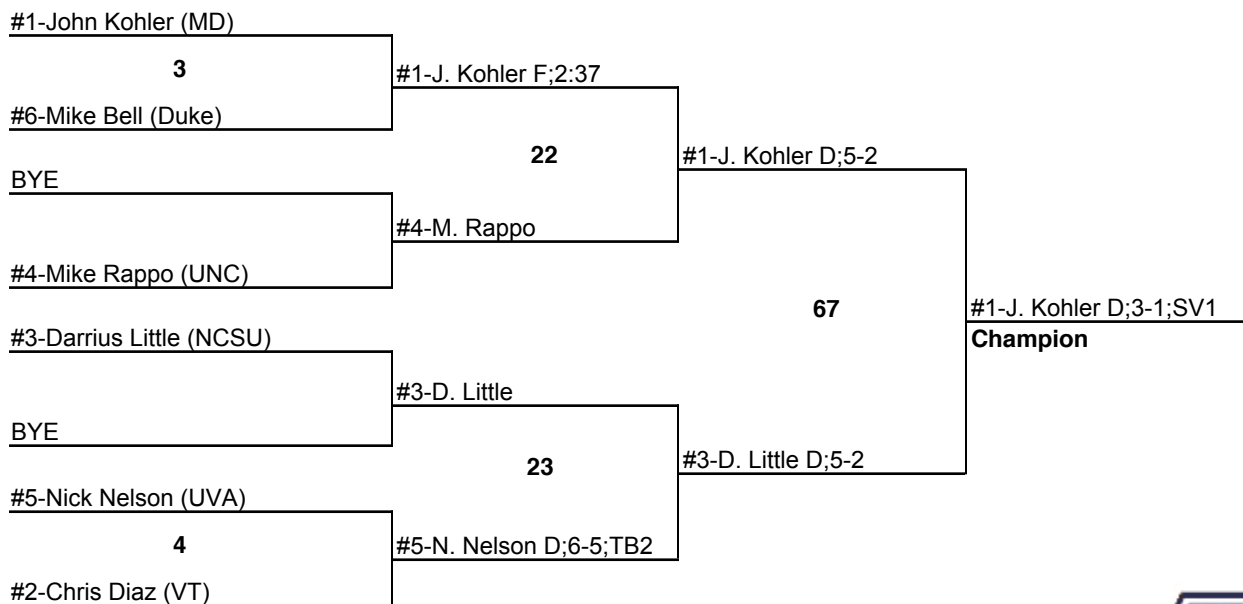 #1-John Kohler (MD)
3
#1-J. Kohler F;2:37
#6-Mike Bell (Duke)
22
#1-J. Kohler D;5-2
BYE
#4-M. Rappo
#4-Mike Rappo (UNC)
67
#1-J. Kohler D;3-1;SV1
Champion
#3-Darrius Little (NCSU)
#3-D. Little
BYE
23
#3-D. Little D;5-2
#5-Nick Nelson (UVA)
4
#5-N. Nelson D;6-5;TB2
#2-Chris Diaz (VT)